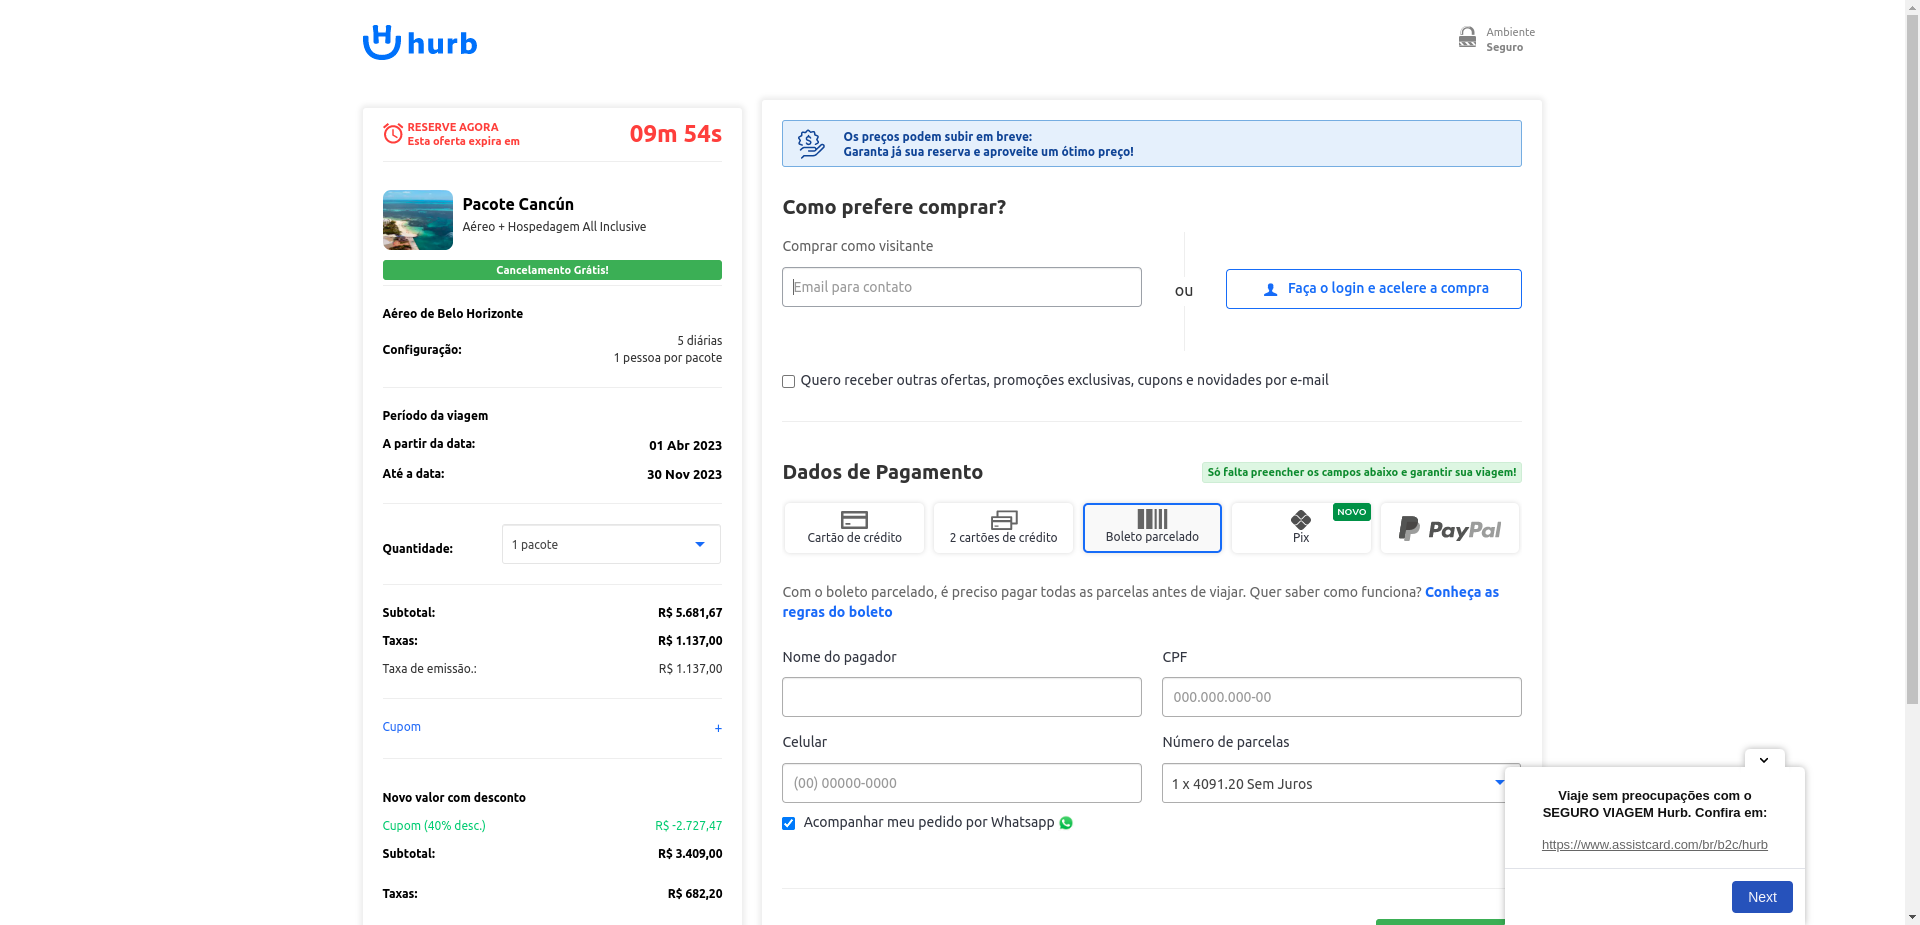 hurb
Ambiente
Seguro
RESERVE AGORA
Esta oferta expira em
09m 54s
Pacote Cancún
Aéreo + Hospedagem All Inclusive
Cancelamento Grátis!
Aéreo de Belo Horizonte
Configuração:
5 diárias
1 pessoa por pacote
Período da viagem
A partir da data:
01 Abr 2023
Até a data:
30 Nov 2023
Quantidade:
1 pacote
Subtotal:
R$ 5.681,67
Taxas:
R$ 1.137,00
Taxa de emissão.:
R$ 1.137,00
Cupom
+
Novo valor com desconto
Cupom (40% desc.)
R$ -2.727,47
Subtotal:
R$ 3.409,00
Taxas:
R$ 682,20
Os preços podem subir em breve:
Garanta já sua reserva e aproveite um ótimo preço!
Como prefere comprar?
Comprar como visitante
Email para contato
ou
Faça o login e acelere a compra
Quero receber outras ofertas, promoções exclusivas, cupons e novidades por e-mail
Dados de Pagamento
Só falta preencher os campos abaixo e garantir sua viagem!
Cartão de crédito
2 cartões de crédito
Boleto parcelado
Pix
NOVO
PayPal
Com o boleto parcelado, é preciso pagar todas as parcelas antes de viajar. Quer saber como funciona? Conheça as
regras do boleto
Nome do pagador
CPF
000.000.000-00
Celular
Número de parcelas
(00) 00000-0000
1 x 4091.20 Sem Juros
Acompanhar meu pedido por Whatsapp
Viaje sem preocupações com o
SEGURO VIAGEM Hurb. Confira em:
https://www.assistcard.com/br/b2c/hurb
Next